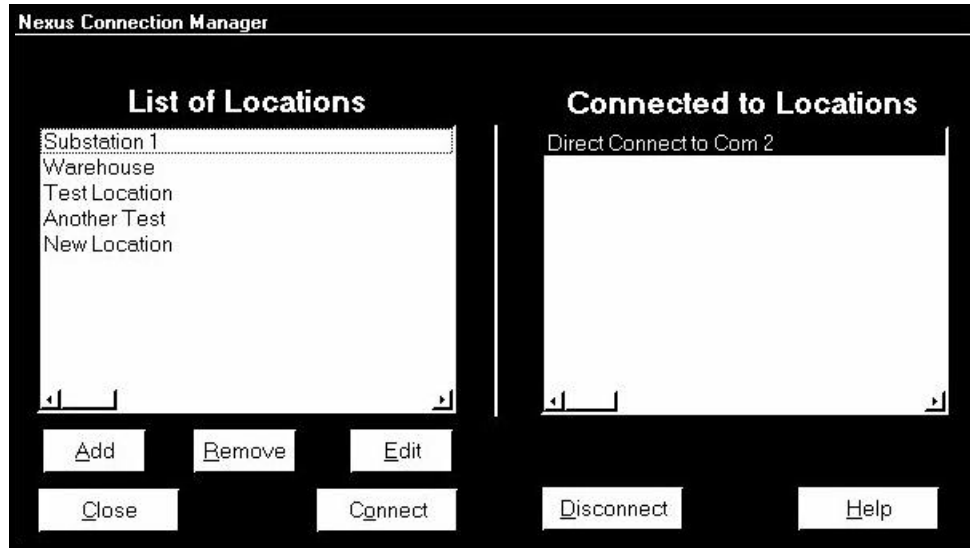 Nexus Connection Manager
List of Locations
Substation 1
Warehouse
Test Location
Another Test
New Location
Add Remove Edit
Close Connect
Connected to Locations
Direct Connect to Com 2
Disconnect Help